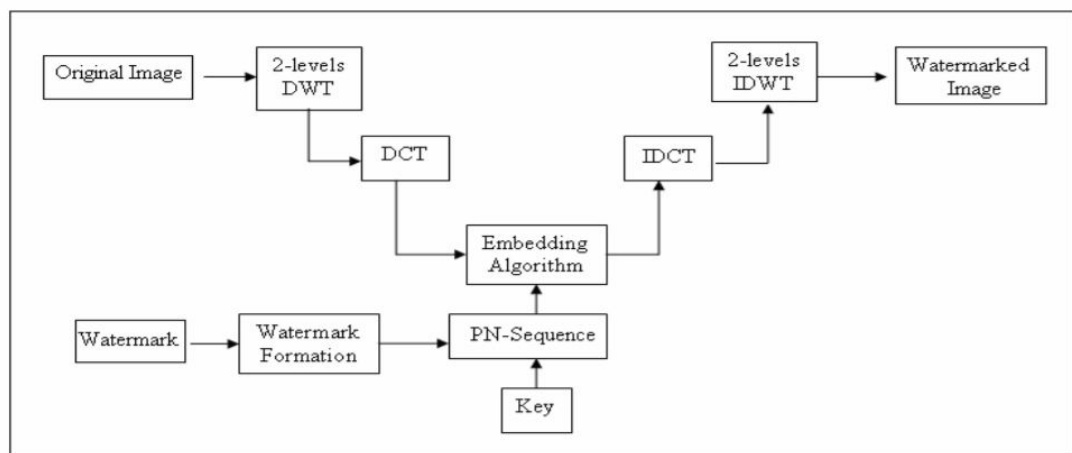 Original Image
2-levels
DWT
2-levels
IDWT
Watermarked
Image
DCT
IDCT
Embedding
Algorithm
Watermark
Watermark
Formation
PN-Sequence
Key